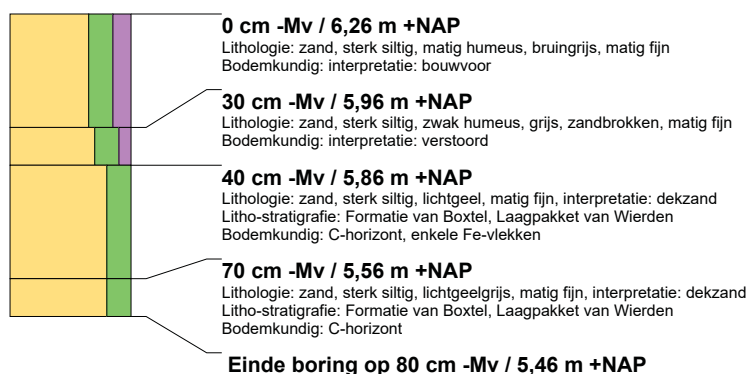 0 cm -Mv / 6,26 m +NAP
Lithologie: zand, sterk siltig, matig humeus, bruingrijs, matig fijn
Bodemkundig: interpretatie: bouwvoor
30 cm -Mv / 5,96 m +NAP
Lithologie: zand, sterk siltig, zwak humeus, grijs, zandbrokken, matig fijn
Bodemkundig: interpretatie: verstoord
40 cm -Mv / 5,86 m +NAP
Lithologie: zand, sterk siltig, lichtgeel, matig fijn, interpretatie: dekzand
Litho-stratigrafie: Formatie van Boxtel, Laagpakket van Wierden
Bodemkundig: C-horizont, enkele Fe-vlekken
70 cm -Mv / 5,56 m +NAP
Lithologie: zand, sterk siltig, lichtgeelgrijs, matig fijn, interpretatie: dekzand
Litho-stratigrafie: Formatie van Boxtel, Laagpakket van Wierden
Bodemkundig: C-horizont
Einde boring op 80 cm -Mv / 5,46 m +NAP